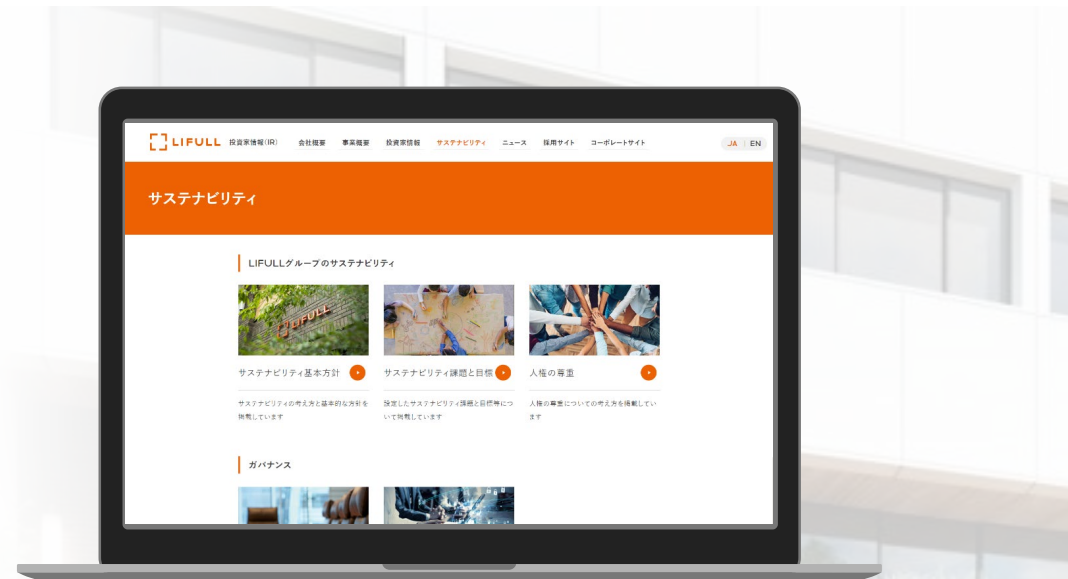 LIFULL 投資家情報(IR) 会社概要 事業概要 投資家情報 サステナビリティ ニュース 採用サイト コーポレートサイト JA EN
サステナビリティ
LIFULLグループのサステナビリティ
LIFULL
サステナビリティ基本方針 サステナビリティ課題と目標 人権の尊重
サステナビリティの考え方と基本的な方針を 設定したサステナビリティ課題と目標等につ 人権の尊重についての考え方を掲載してい
掲載しています いて掲載しています ます
ガバナンス